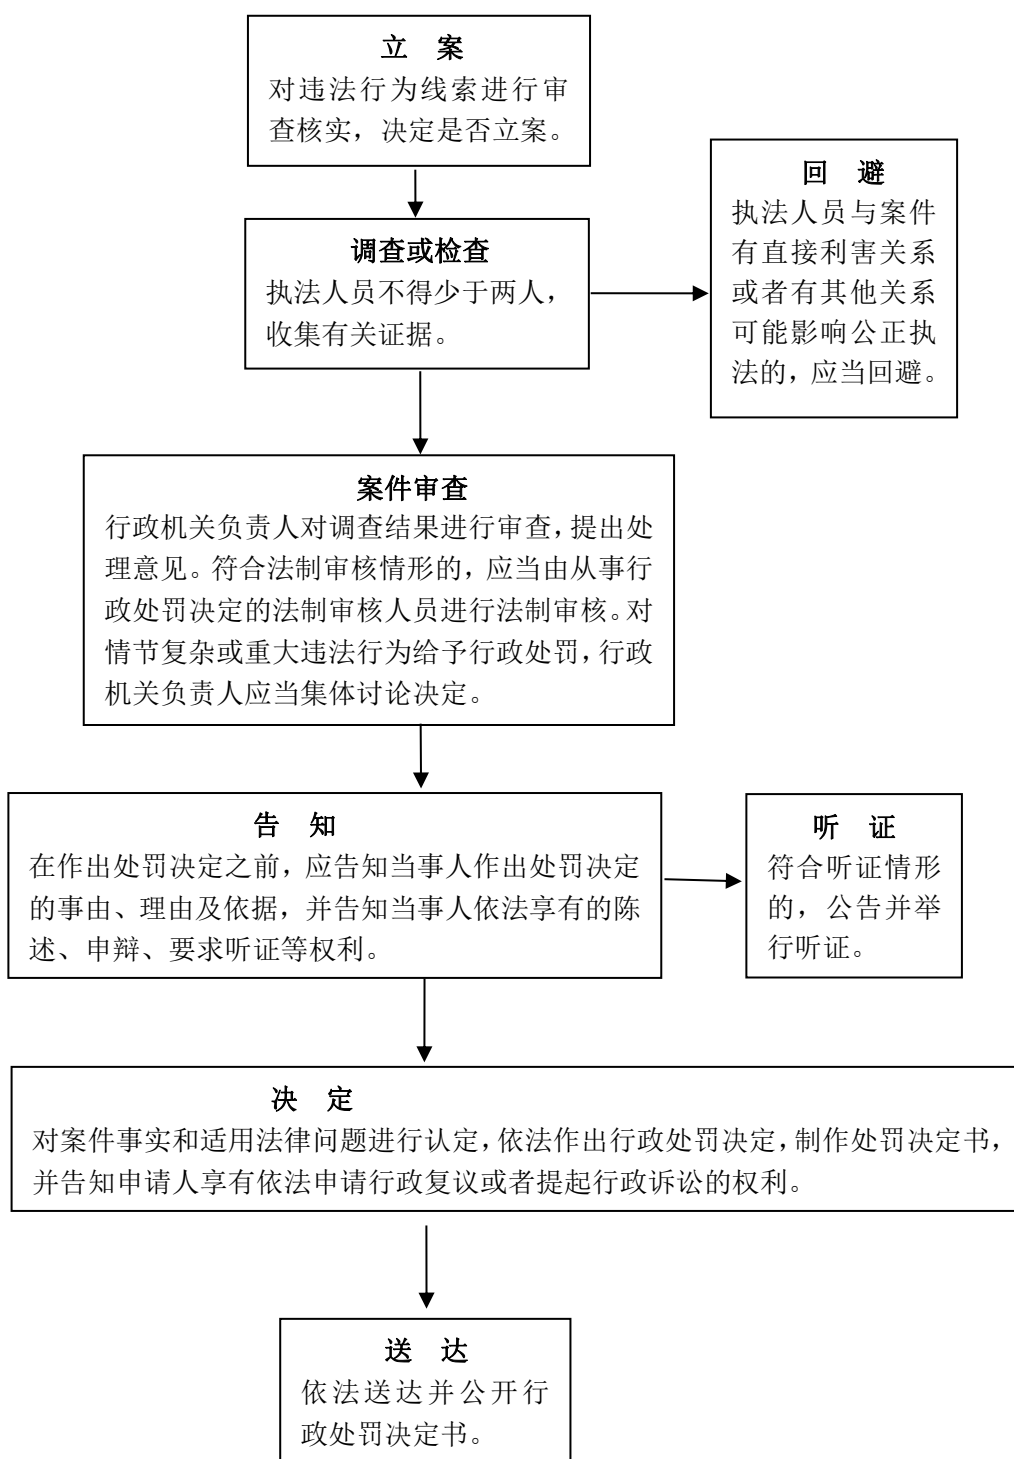 立 案
对违法行为线索进行审
查核实，决定是否立案。
回 避
执法人员与案件
有直接利害关系
或者有其他关系
可能影响公正执
法的，应当回避。
调查或检查
执法人员不得少于两人，
收集有关证据。
案件审查
行政机关负责人对调查结果进行审查，提出处
理意见。符合法制审核情形的，应当由从事行
政处罚决定的法制审核人员进行法制审核。对
情节复杂或重大违法行为给予行政处罚，行政
机关负责人应当集体讨论决定。
告 知
在作出处罚决定之前，应告知当事人作出处罚决定
的事由、理由及依据，并告知当事人依法享有的陈
述、申辩、要求听证等权利。
听 证
符合听证情形
的，公告并举
行听证。
决 定
对案件事实和适用法律问题进行认定，依法作出行政处罚决定，制作处罚决定书，
并告知申请人享有依法申请行政复议或者提起行政诉讼的权利。
送 达
依法送达并公开行
政处罚决定书。